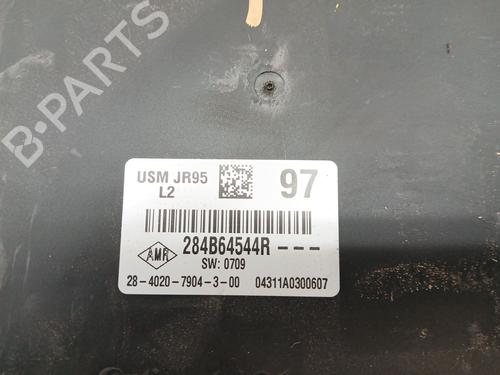 B-PARTS
USM JR95
L2
97
284B64544R---
AMR
SW: 0709
28-4020-7904-3-00 04311A0300607